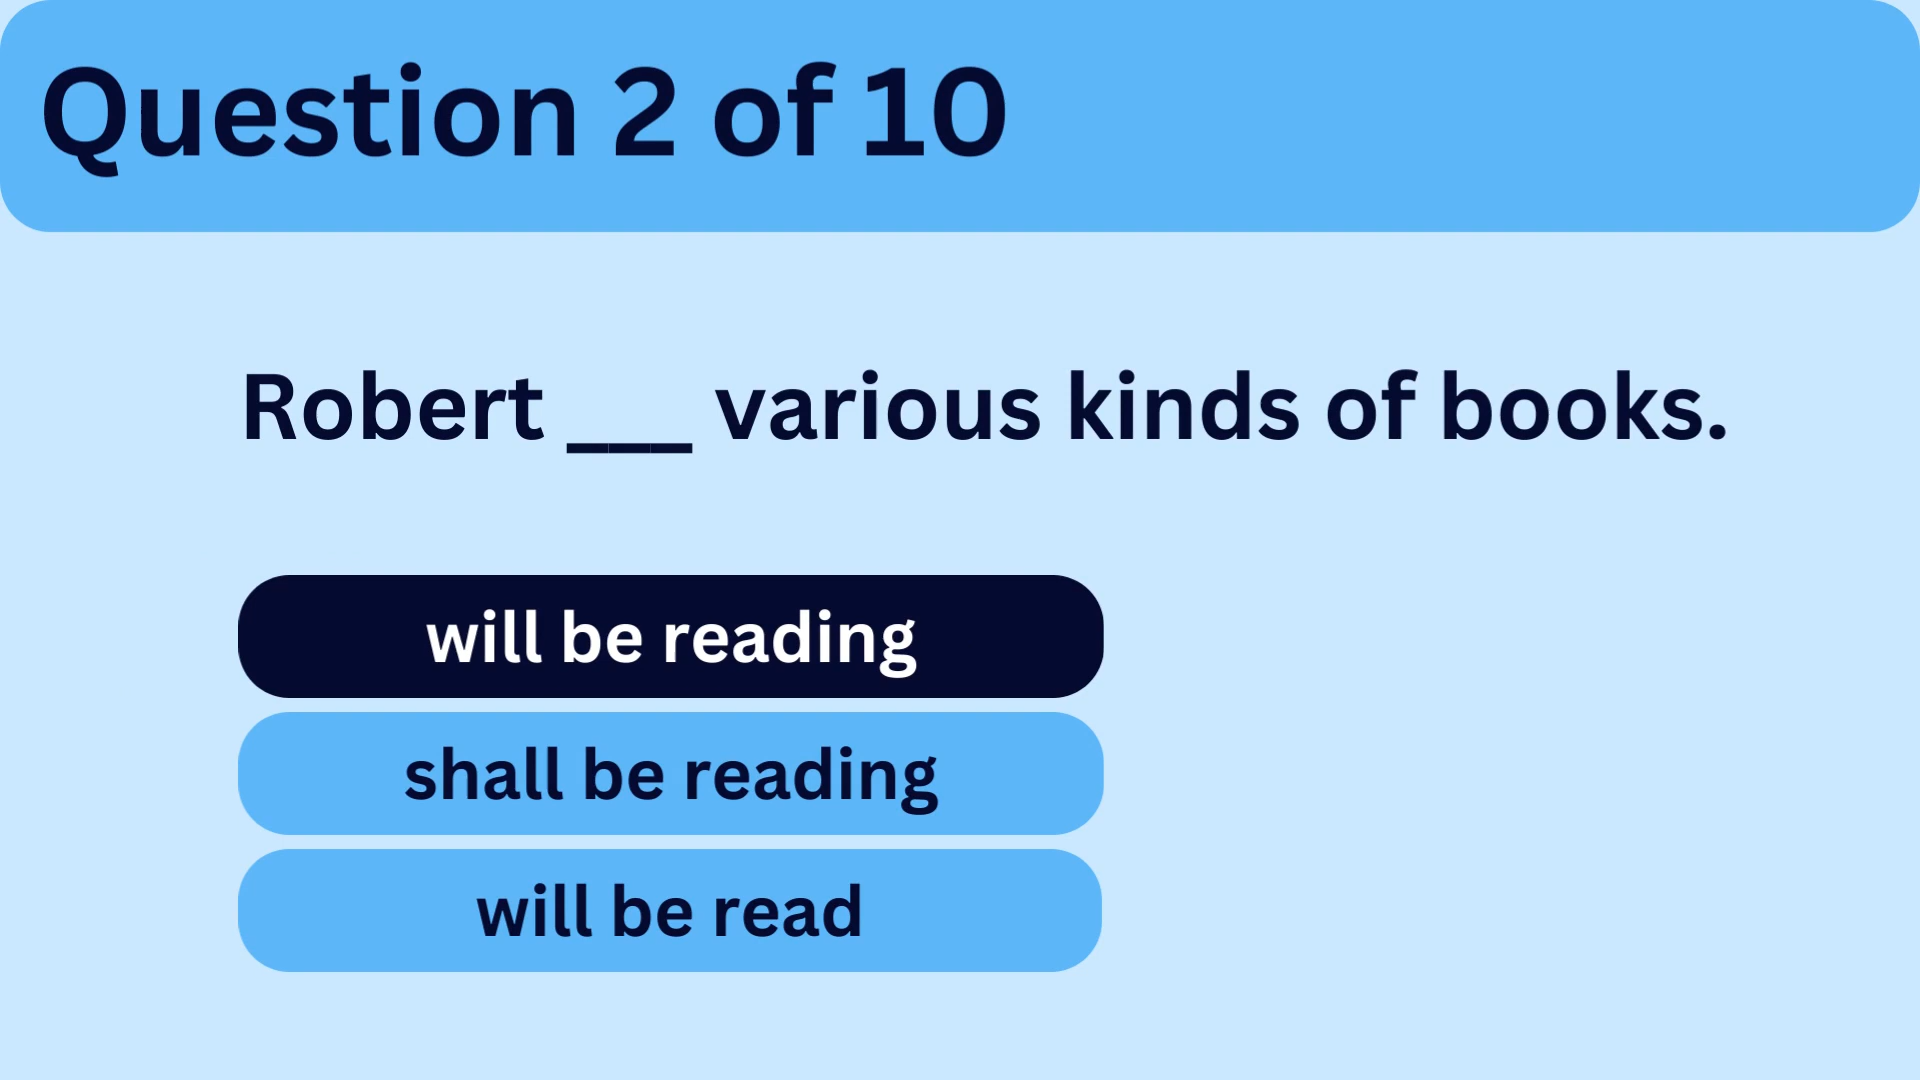 Question 2 of 10
Robert ___ various kinds of books.
will be reading
shall be reading
will be read